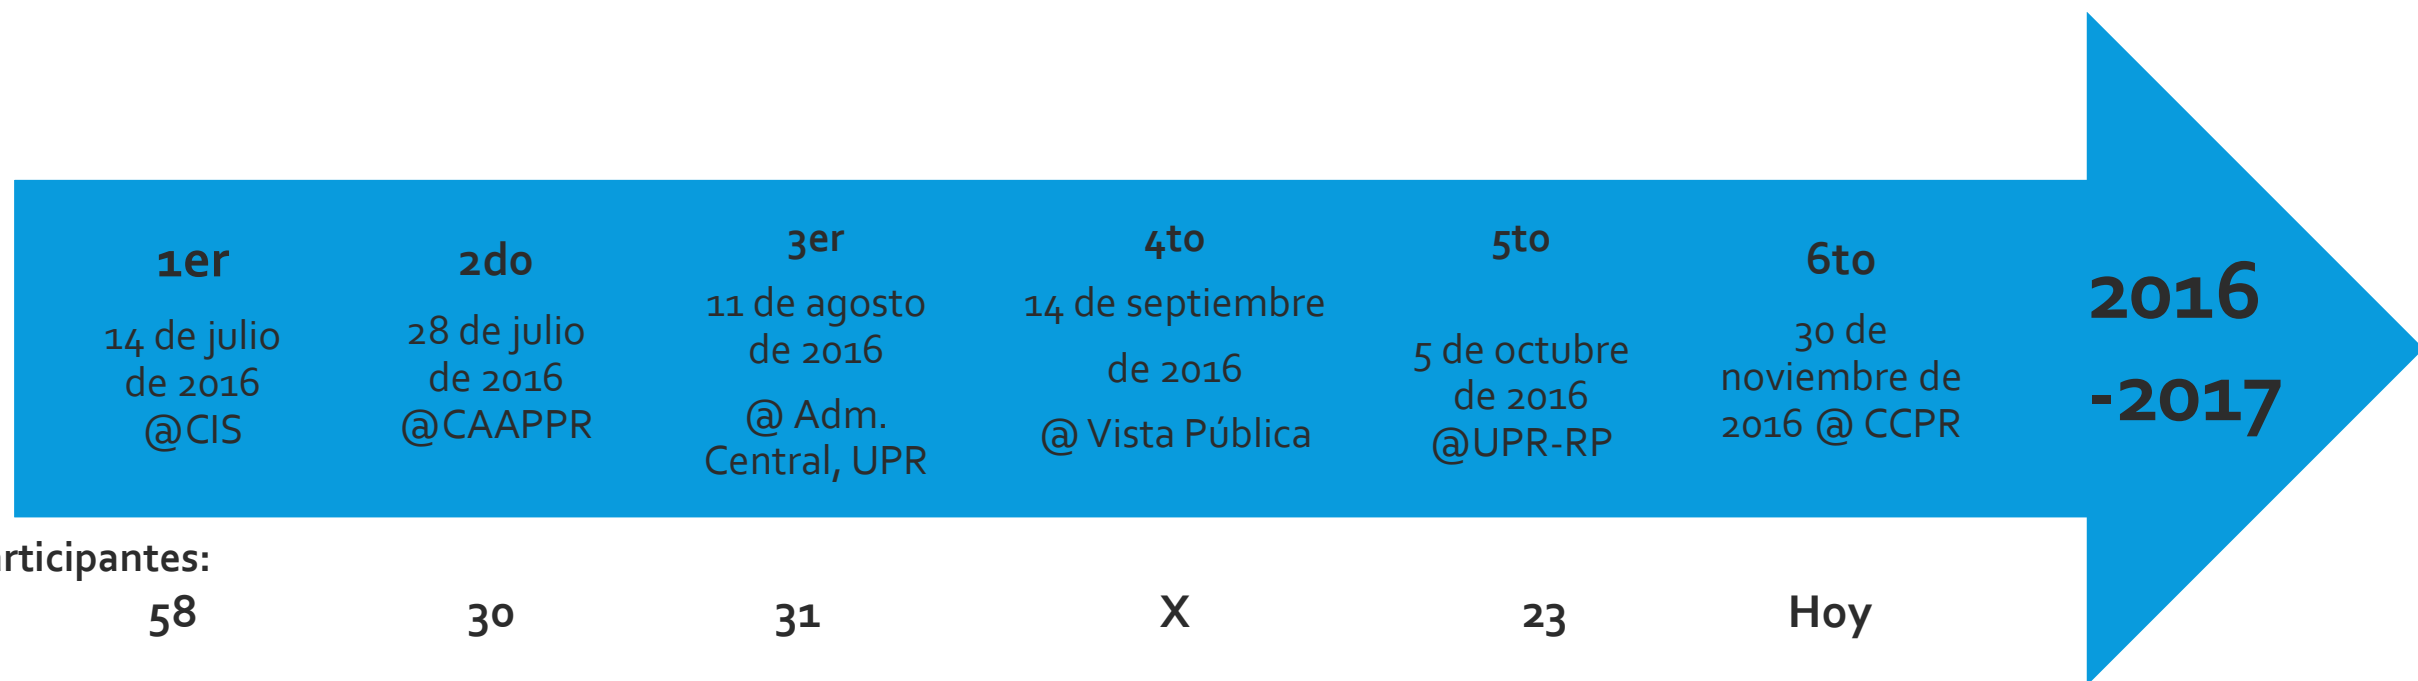 1er
14 de julio
de 2016
@CIS
2do
28 de julio
de 2016
@CAAPPR
3er
11 de agosto
de 2016
@ Adm.
Central, UPR
4to
14 de septiembre
de 2016
@ Vista Pública
5to
5 de octubre
de 2016
@UPR-RP
6to
30 de
noviembre de
2016 @ CCPR
2016
-2017
articipantes:
58
30
31
X
23
Hoy